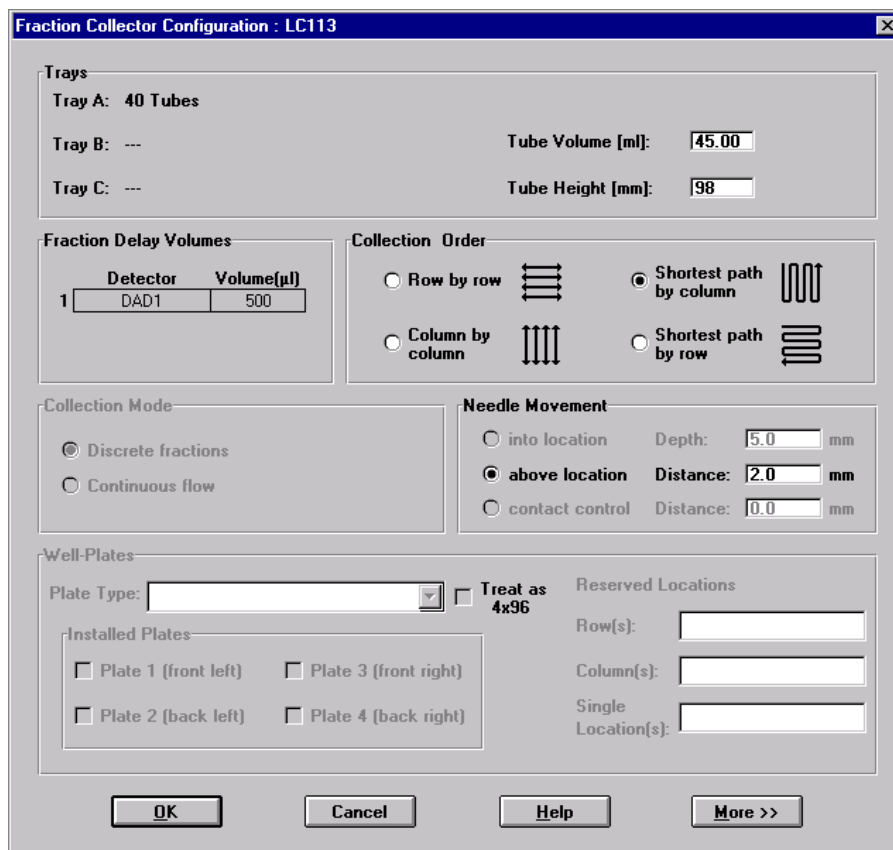 Fraction Collector Configuration : LC113
Trays
Tray A: 40 Tubes
Tray B: ---
Tube Volume [ml]: 45.00
Tray C: ---
Tube Height [mm]: 98
Fraction Delay Volumes
Detector Volume(µl)
1 DAD1 500
Collection Order
Row by row
Shortest path
by column
Column by
column
Shortest path
by row
Collection Mode
Discrete fractions
Continuous flow
Needle Movement
into location Depth: 5.0 mm
above location Distance: 2.0 mm
contact control Distance: 0.0 mm
Well-Plates
Plate Type:
Treat as
4x96
Installed Plates
Plate 1 (front left)
Plate 3 (front right)
Plate 2 (back left)
Plate 4 (back right)
Reserved Locations
Row(s):
Column(s):
Single
Location(s):
OK
Cancel
Help
More >>